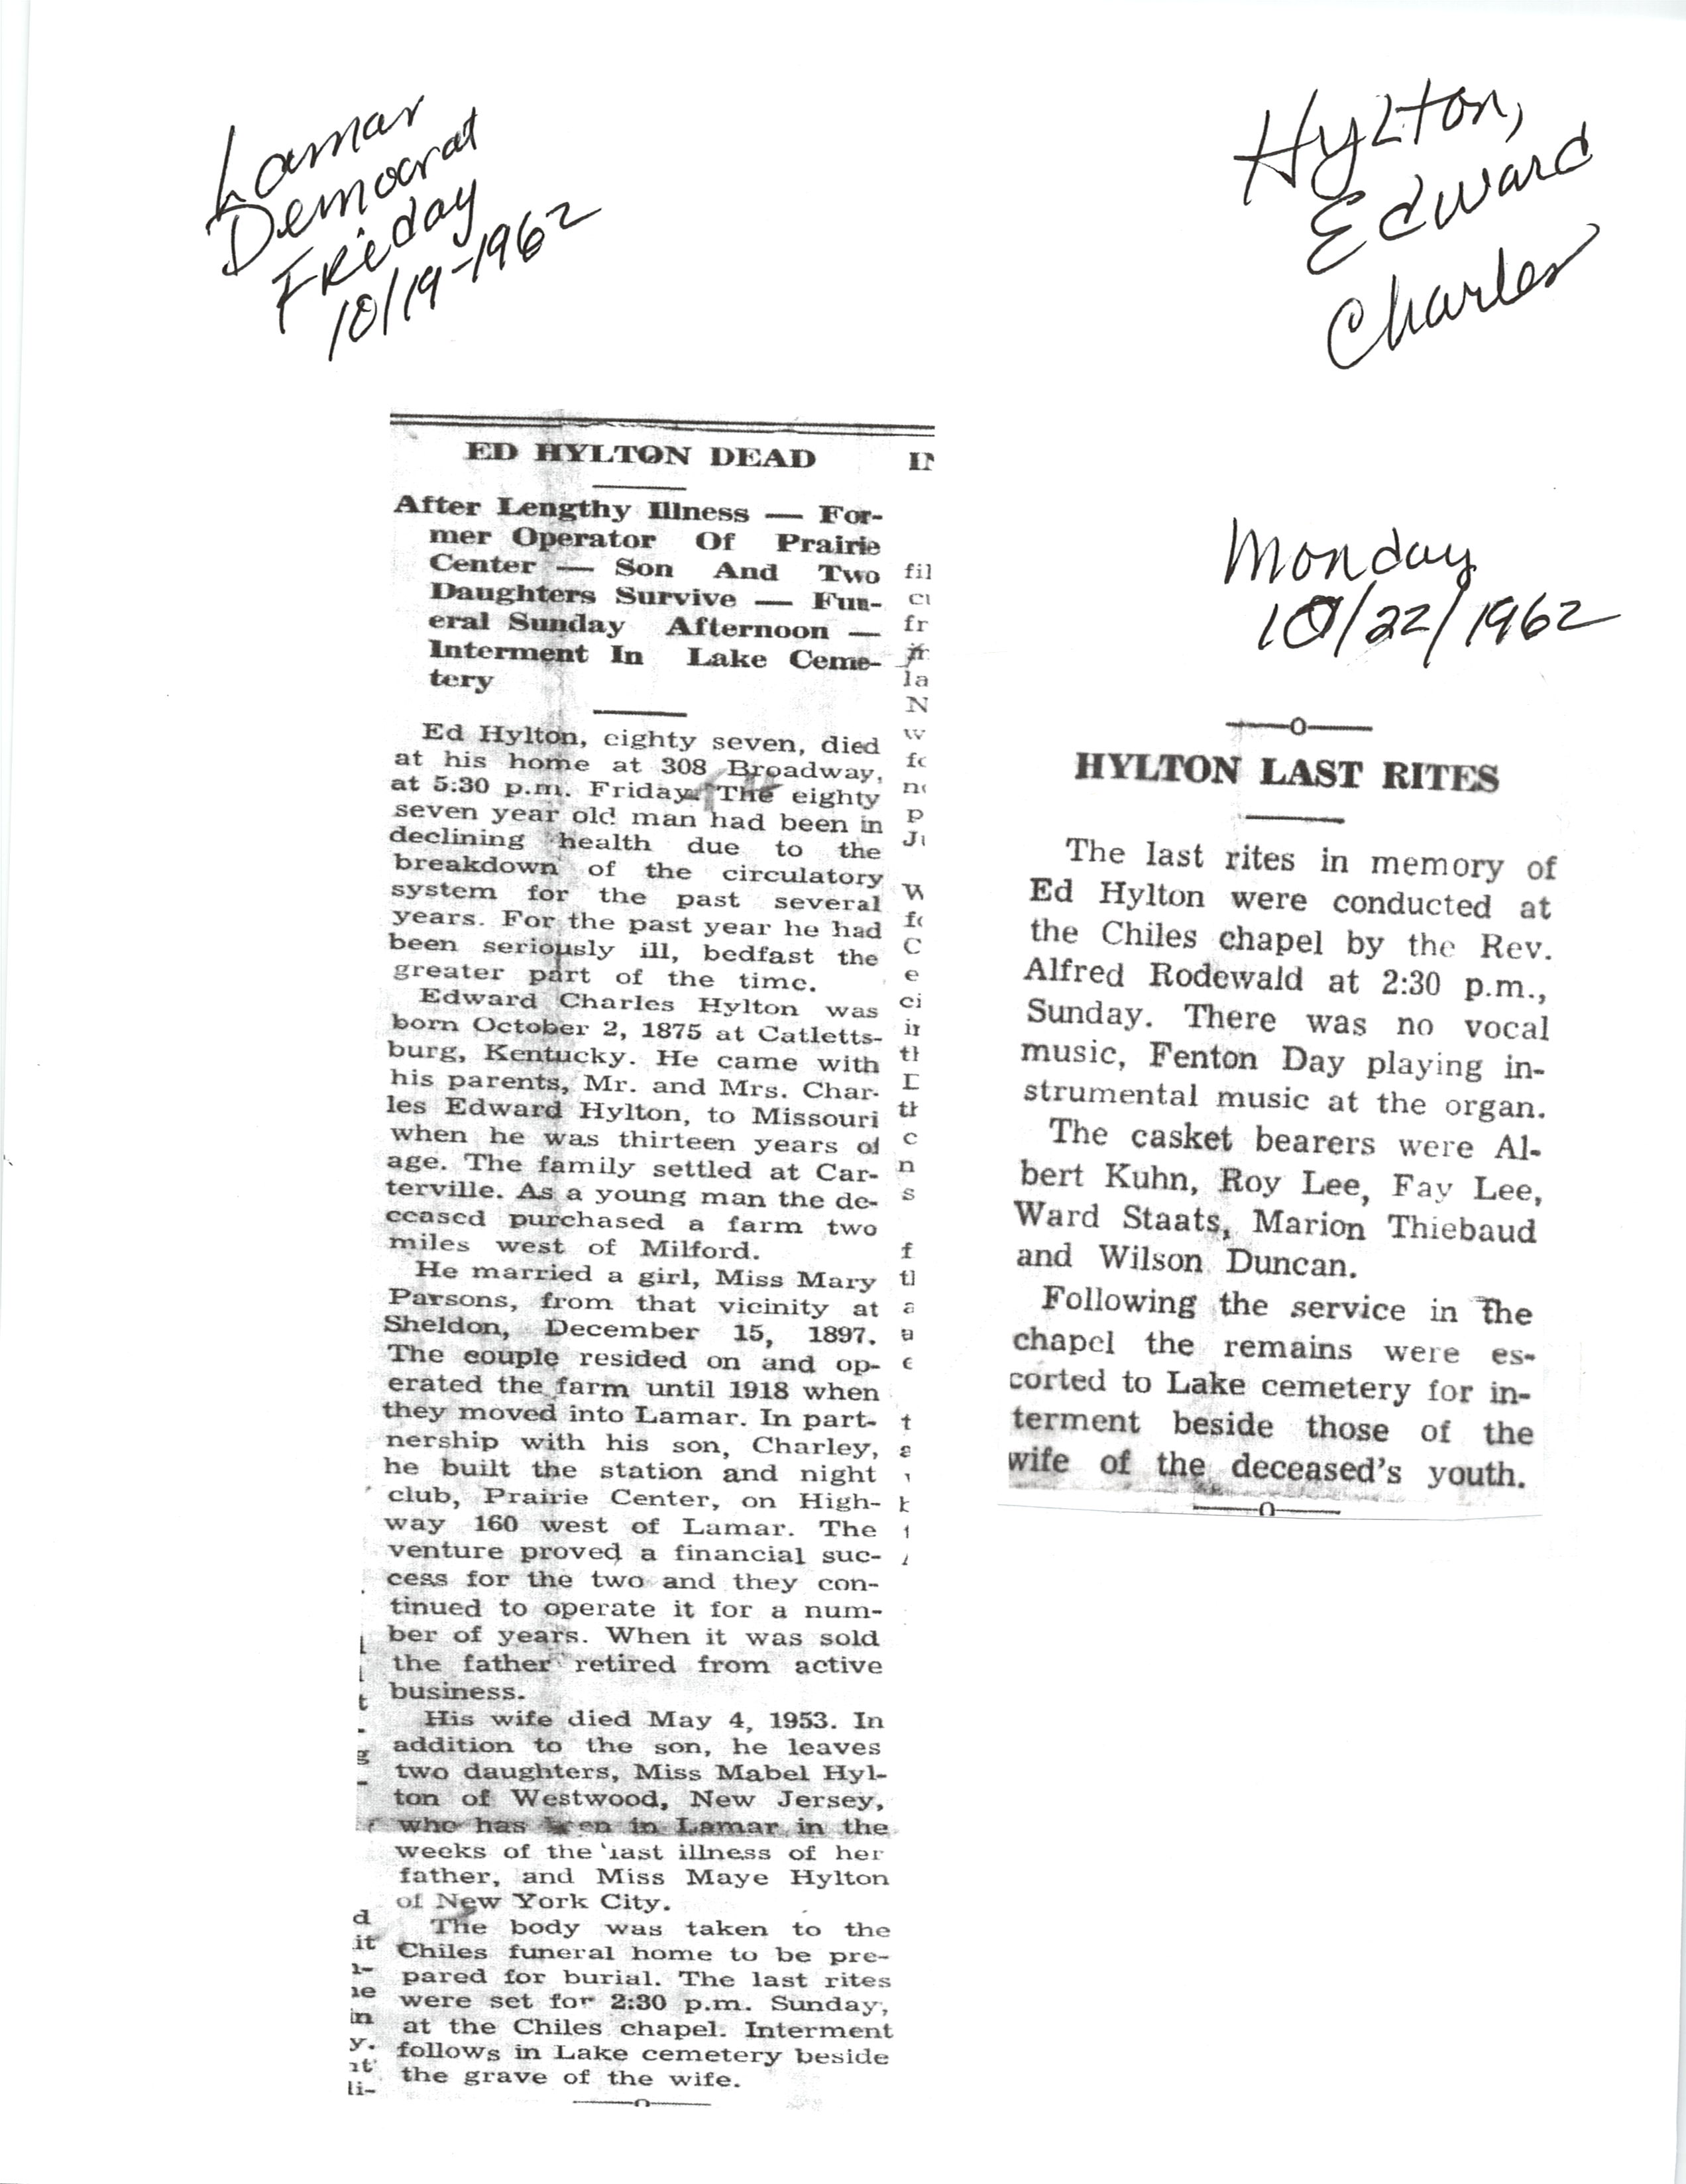 Lamar
Democrat
Friday
10/19-1962
Hylton,
Edward
Charles
ED HYLTON DEAD
After Lengthy Illness — For-
mer Operator Of Prairie
Center — Son And Two
Daughters Survive — Fun-
eral Sunday Afternoon —
Interment In Lake Ceme-
tery
Ed Hylton, eighty seven, died
at his home at 308 Broadway,
at 5:30 p.m. Friday. The eighty
seven year old man had been in
declining health due to the
breakdown of the circulatory
system for the past several
years. For the past year he had
been seriously ill, bedfast the
greater part of the time.
Edward Charles Hylton was
born October 2, 1875 at Catletts-
burg, Kentucky. He came with
his parents, Mr. and Mrs. Char-
les Edward Hylton, to Missouri
when he was thirteen years of
age. The family settled at Car-
terville. As a young man the de-
ceased purchased a farm two
miles west of Milford.
He married a girl, Miss Mary
Parsons, from that vicinity at
Sheldon, December 15, 1897.
The couple resided on and op-
erated the farm until 1918 when
they moved into Lamar. In part-
nership with his son, Charley,
he built the station and night
club, Prairie Center, on High-
way 160 west of Lamar. The
venture proved a financial suc-
cess for the two and they con-
tinued to operate it for a num-
ber of years. When it was sold
the father retired from active
business.
His wife died May 4, 1953. In
addition to the son, he leaves
two daughters, Miss Mabel Hyl-
ton of Westwood, New Jersey,
who has been in Lamar in the
weeks of the last illness of her
father, and Miss Maye Hylton
of New York City.
The body was taken to the
Chiles funeral home to be pre-
pared for burial. The last rites
were set for 2:30 p.m. Sunday,
at the Chiles chapel. Interment
follows in Lake cemetery beside
the grave of the wife.
Monday
10/22/1962
HYLTON LAST RITES
The last rites in memory of
Ed Hylton were conducted at
the Chiles chapel by the Rev.
Alfred Rodewald at 2:30 p.m.,
Sunday. There was no vocal
music, Fenton Day playing in-
strumental music at the organ.
The casket bearers were Al-
bert Kuhn, Roy Lee, Fay Lee,
Ward Staats, Marion Thiebaud
and Wilson Duncan.
Following the service in the
chapel the remains were es-
corted to Lake cemetery for in-
terment beside those of the
wife of the deceased's youth.